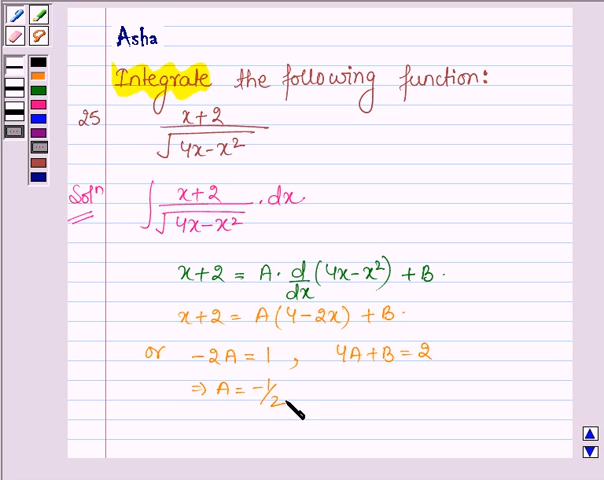 Asha
Integrate the following function:
25 x+2 / √(4x-x²)
Solⁿ ∫ x+2 / √(4x-x²) . dx
x+2 = A · d/dx (4x-x²) + B .
x+2 = A(4-2x) + B .
or -2A = 1 , 4A+B = 2
⇒ A = -1/2